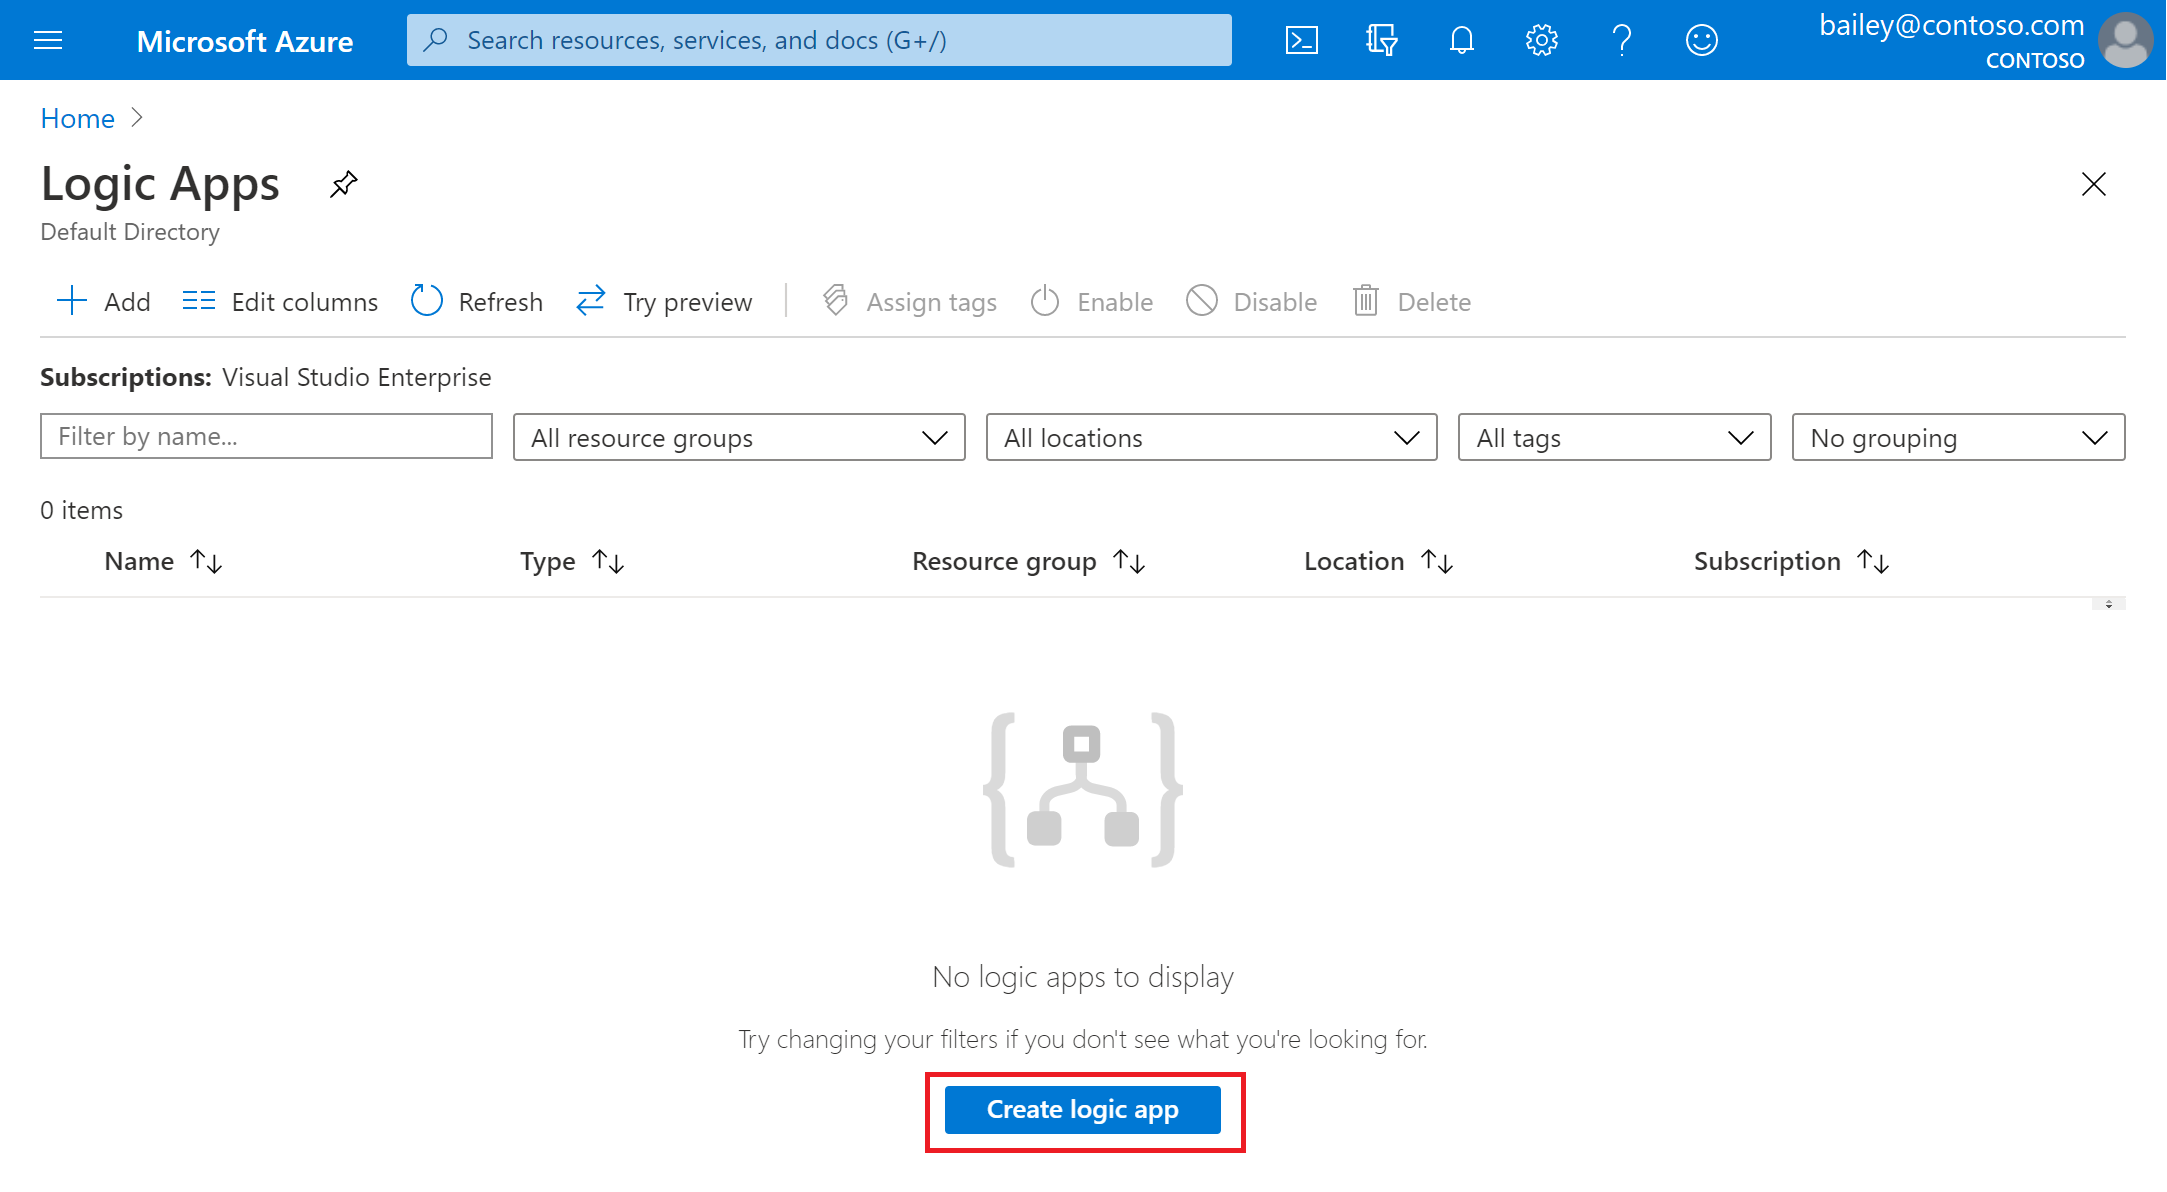 Microsoft Azure
Search resources, services, and docs (G+/)
bailey@contoso.com
CONTOSO
Home
Logic Apps
Default Directory
Add Edit columns Refresh Try preview Assign tags Enable Disable Delete
Subscriptions: Visual Studio Enterprise
Filter by name... All resource groups All locations All tags No grouping
0 items
Name Type Resource group Location Subscription
No logic apps to display
Try changing your filters if you don't see what you're looking for.
Create logic app